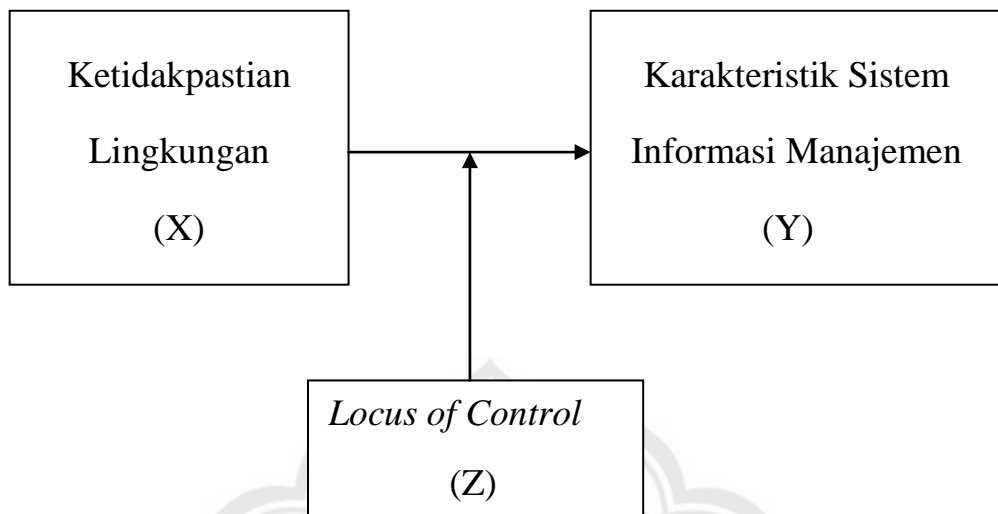 Ketidakpastian
Lingkungan
(X)
Karakteristik Sistem
Informasi Manajemen
(Y)
Locus of Control
(Z)